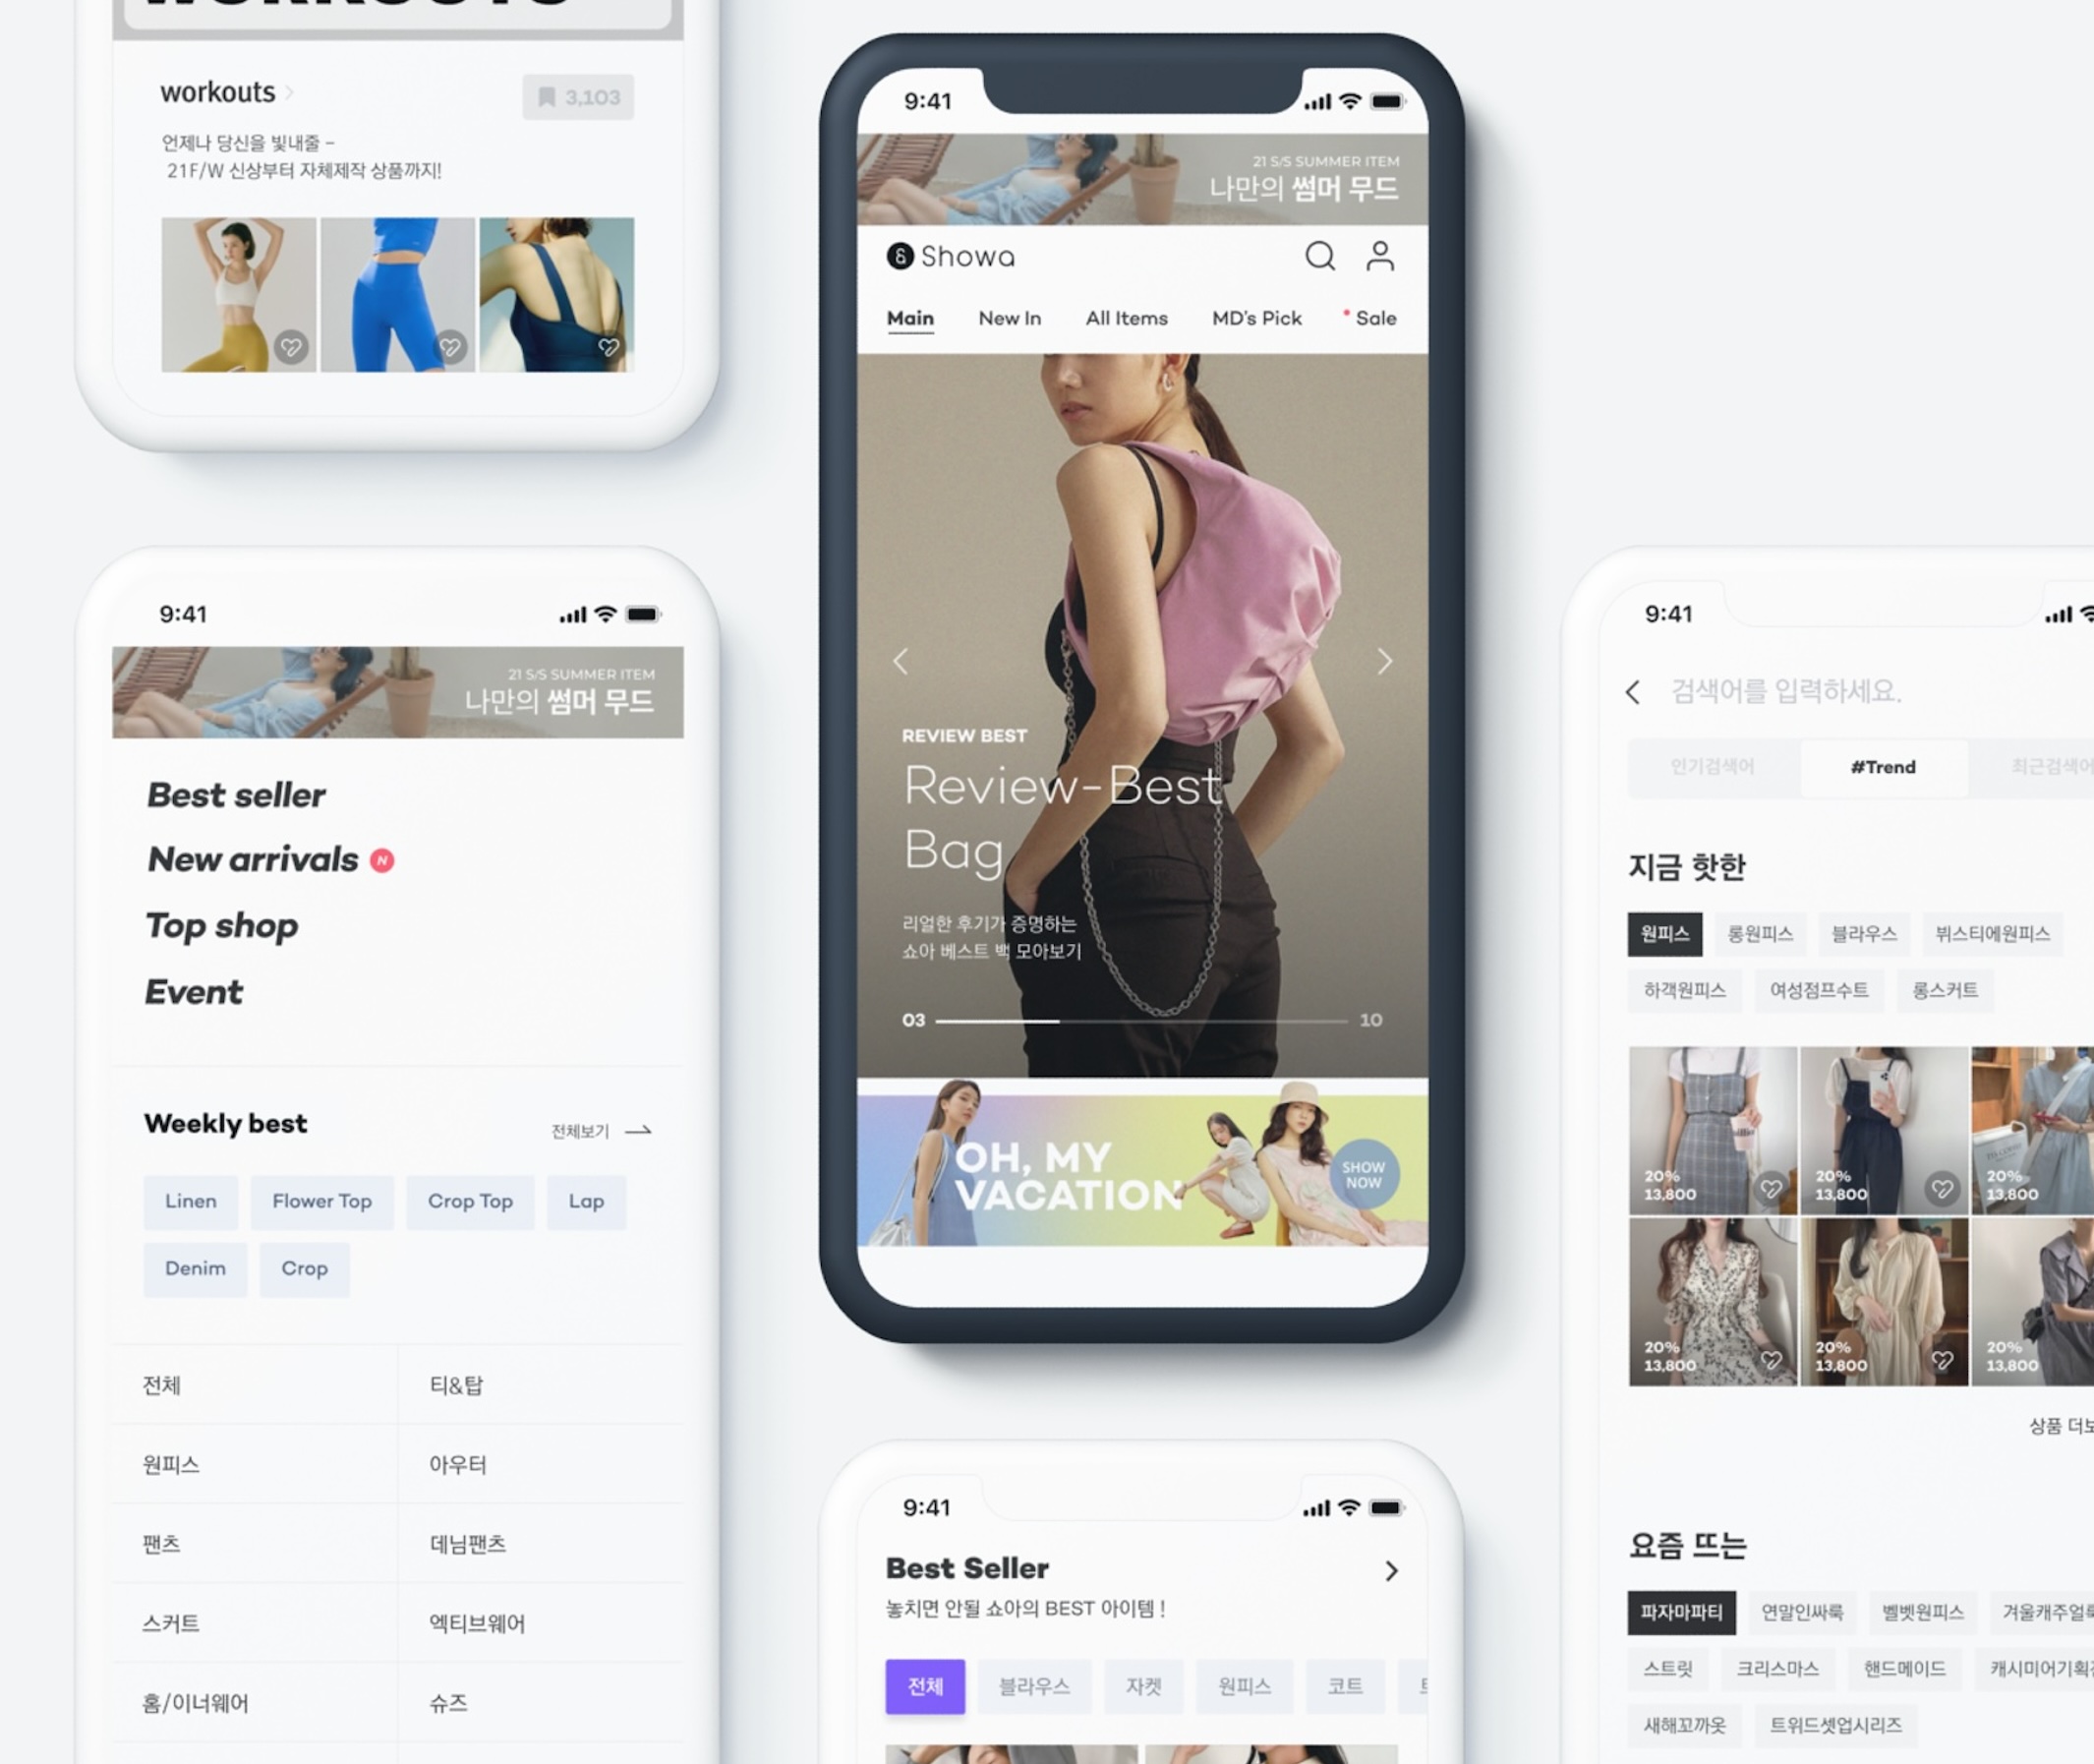 workouts
3,103
언제나 당신을 빛내줄 –
21F/W 신상부터 자체제작 상품까지!
9:41
21 S/S SUMMER ITEM
나만의 썸머 무드
Best seller
New arrivals N
Top shop
Event
Weekly best
전체보기
Linen Flower Top Crop Top Lap
Denim Crop
전체 티&탑
원피스 아우터
팬츠 데님팬츠
스커트 엑티브웨어
홈/이너웨어 슈즈
9:41
21 S/S SUMMER ITEM
나만의 썸머 무드
Showa
Main New In All Items MD's Pick Sale
REVIEW BEST
Review-Best
Bag
리얼한 후기가 증명하는
쇼아 베스트 백 모아보기
03 10
OH, MY
VACATION
SHOW
NOW
9:41
Best Seller
놓치면 안될 쇼아의 BEST 아이템 !
전체 블라우스 자켓 원피스 코트
9:41
검색어를 입력하세요.
인기검색어 #Trend 최근검색어
지금 핫한
원피스 롱원피스 블라우스 뷔스티에원피스
하객원피스 여성점프수트 롱스커트
20% 20% 20%
13,800 13,800 13,800
20% 20% 20%
13,800 13,800 13,800
상품
요즘 뜨는
파자마파티 연말인싸룩 벨벳원피스 겨울캐주얼룩
스트릿 크리스마스 핸드메이드
새해꼬까옷 트위드셋업시리즈